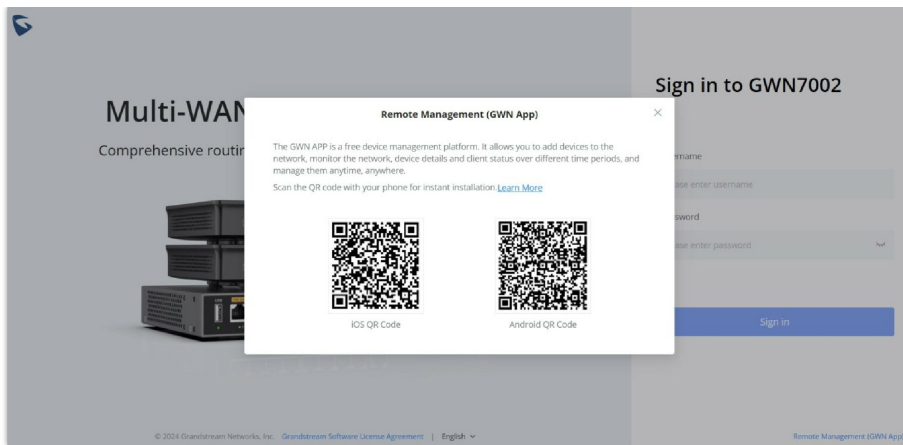 Sign in to GWN7002
Multi-WAN
Comprehensive routin
Remote Management (GWN App)
The GWN APP is a free device management platform. It allows you to add devices to the
network, monitor the network, device details and client status over different time periods, and
manage them anytime, anywhere.
Scan the QR code with your phone for instant installation.Learn More
iOS QR Code
Android QR Code
ername
ase enter username
sword
ase enter password
Sign in
© 2024 Grandstream Networks, Inc. Grandstream Software License Agreement | English
Remote Management (GWN App)